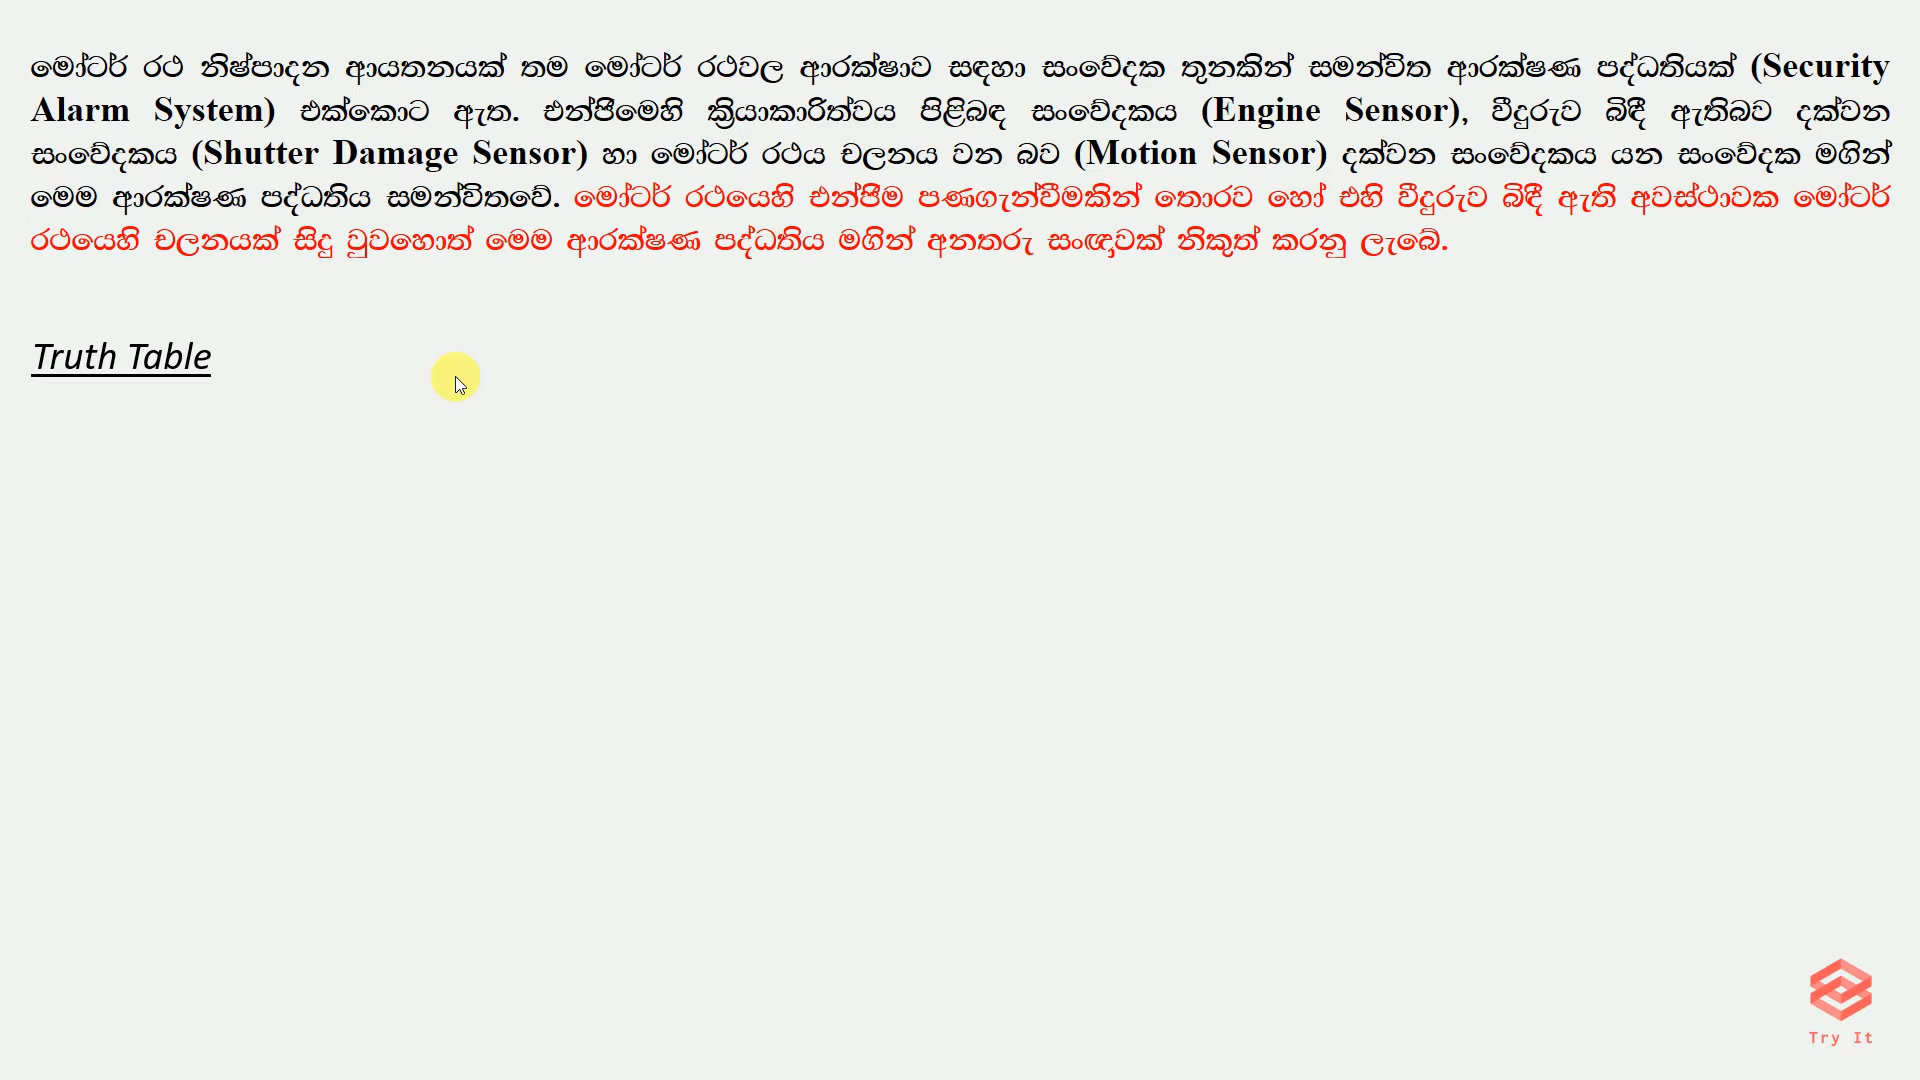 මෝටර් රථ නිෂ්පාදන ආයතනයක් තම මෝටර් රථවල ආරක්ෂාව සඳහා සංවේදක තුනකින් සමන්විත ආරක්ෂණ පද්ධතියක් (Security
Alarm System) එක්කොට ඇත. එන්ජීමෙහි ක්‍රියාකාරිත්වය පිළිබඳ සංවේදකය (Engine Sensor), වීදුරුව බිඳී ඇතිබව දක්වන
සංවේදකය (Shutter Damage Sensor) හා මෝටර් රථය චලනය වන බව (Motion Sensor) දක්වන සංවේදකය යන සංවේදක මගින්
මෙම ආරක්ෂණ පද්ධතිය සමන්විතවේ. මෝටර් රථයෙහි එන්ජීම පණගැන්වීමකින් තොරව හෝ එහි වීදුරුව බිඳී ඇති අවස්ථාවක මෝටර්
රථයෙහි චලනයක් සිදු වුවහොත් මෙම ආරක්ෂණ පද්ධතිය මගින් අනතරු සංඥාවක් නිකුත් කරනු ලැබේ.
Truth Table
Try It